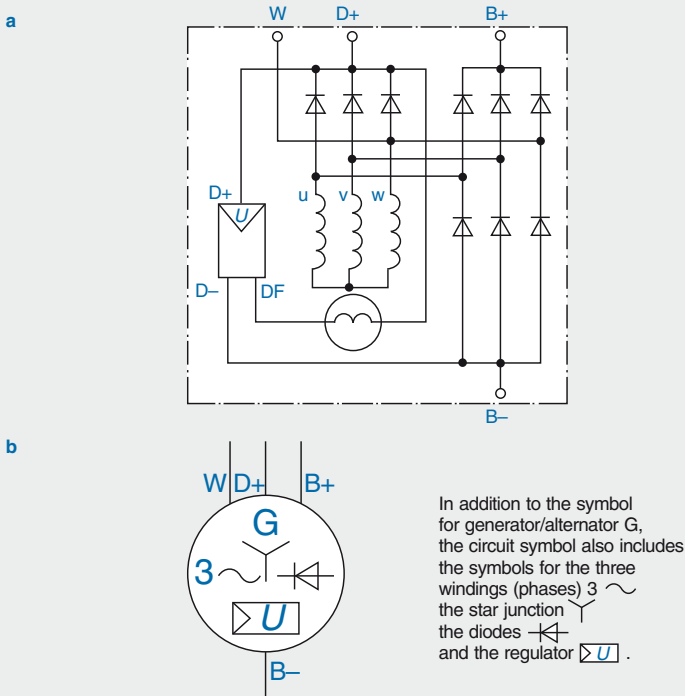 a
W D+ B+
D+
U
u v w
D– DF
B–
b
W D+ B+
G
3
U
B–
In addition to the symbol
for generator/alternator G,
the circuit symbol also includes
the symbols for the three
windings (phases) 3
the star junction
the diodes
and the regulator U .